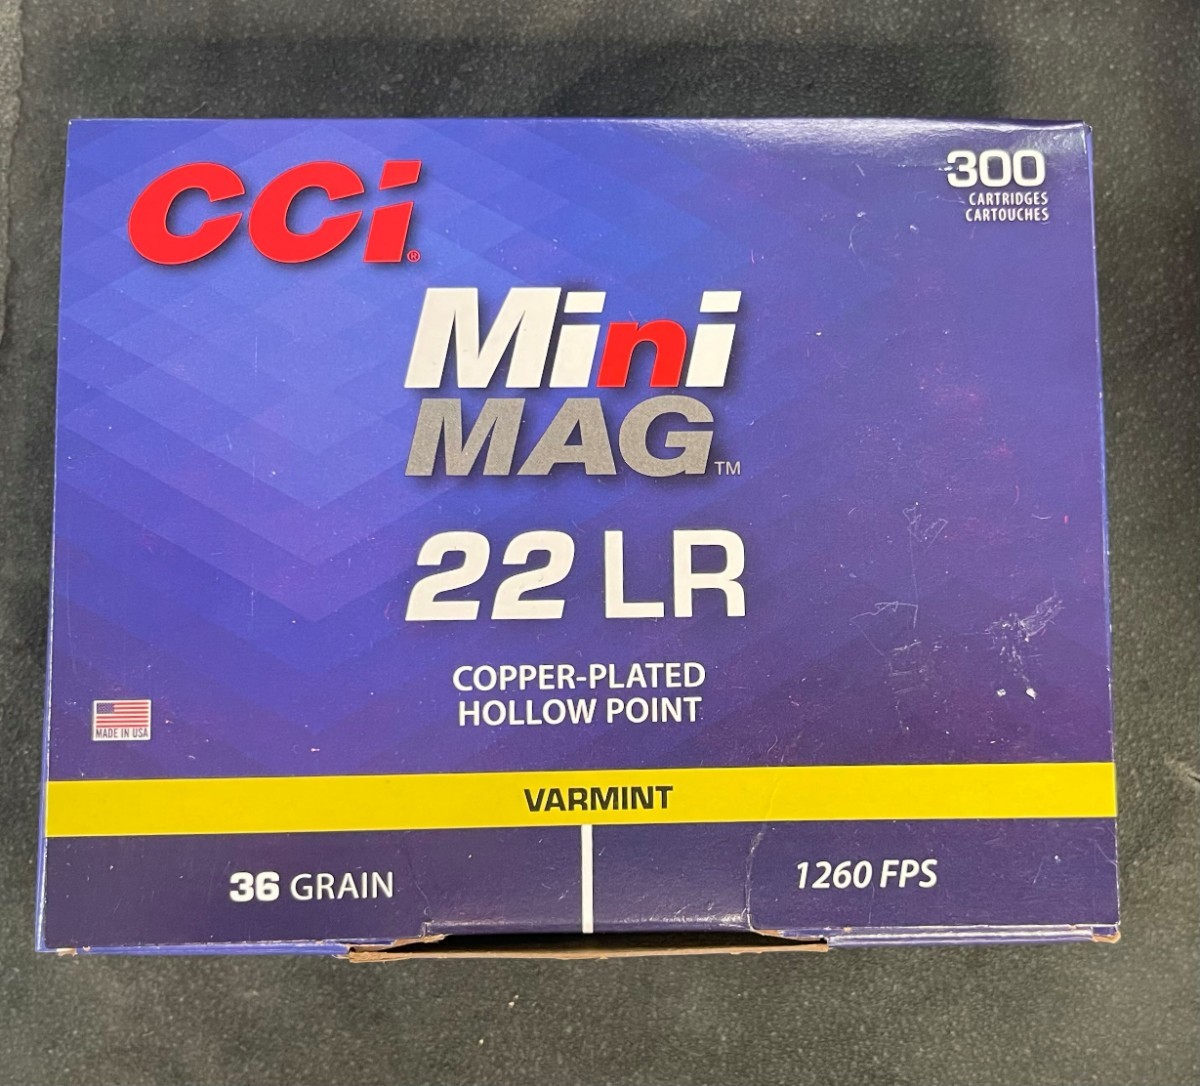 CCi®
300
CARTRIDGES
CARTOUCHES
Mini
MAG™
22 LR
COPPER-PLATED
HOLLOW POINT
MADE IN USA
VARMINT
36 GRAIN
1260 FPS